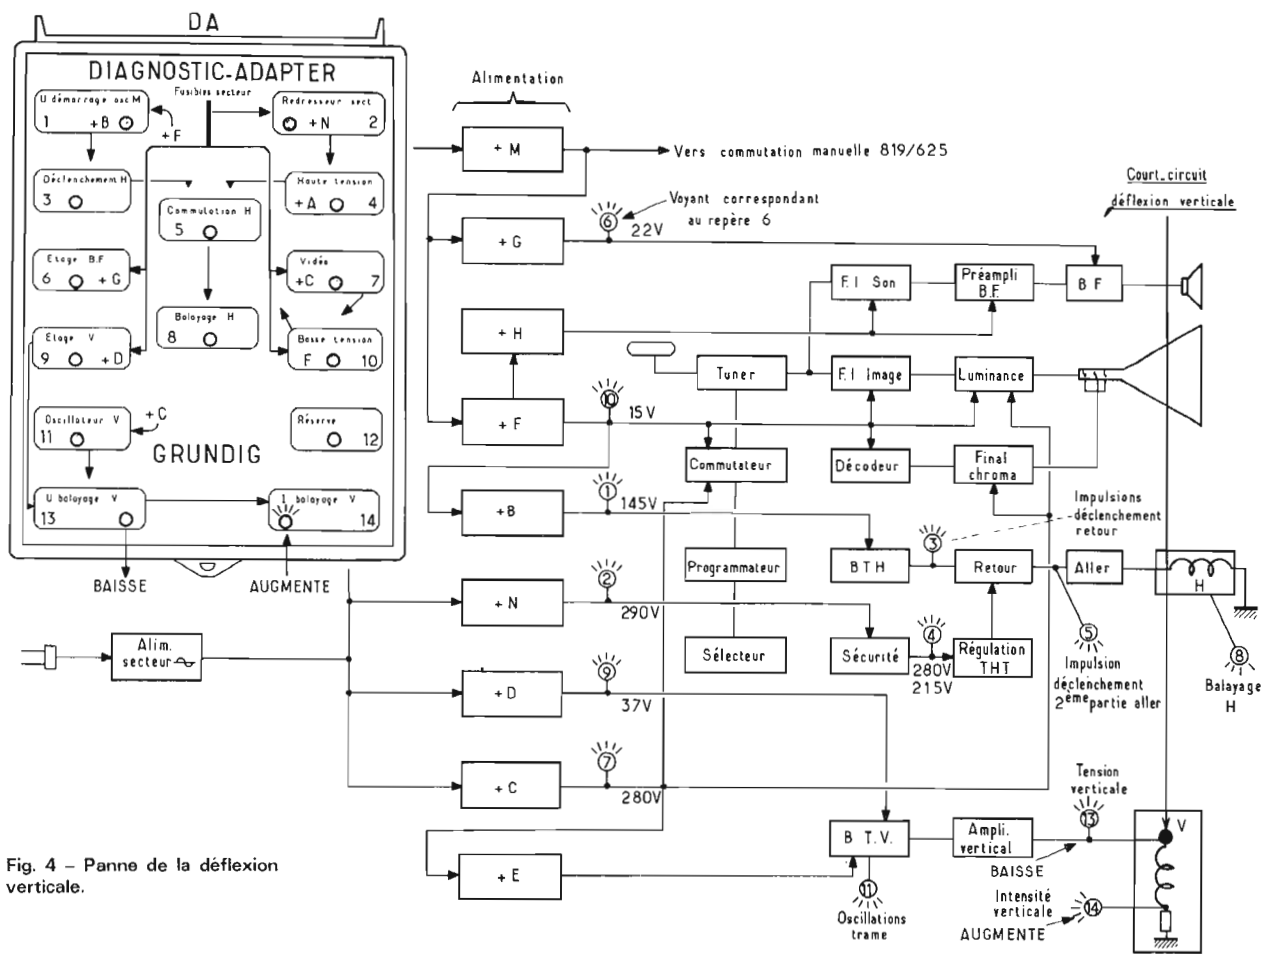 DA
DIAGNOSTIC-ADAPTER
Fusibles secteur
U démarrage osc M
1 +B
+F
Redresseur sect
+N 2
Déclenchement H
3
Haute tension
+A 4
Commutation H
5
Etage B.F
6 +G
Vidéo
+C 7
Balayage H
8
Etage V
9 +D
Basse tension
F 10
Oscillateur V
11
+C
Réserve
12
GRUNDIG
U balayage V
13
I balayage V
14
BAISSE
AUGMENTE
Alim.
secteur
Alimentation
+ M
Vers commutation manuelle 819/625
Voyant correspondant
au repère 6
+ G
6
22V
+ H
+ F
10
15V
+B
1
145V
+ N
2
290V
+ D
9
37V
+ C
7
280V
+ E
Court_circuit
déflexion verticale
F.I Son
Préampli
B.F.
B F
Tuner
F.I Image
Luminance
Commutateur
Décodeur
Final
chroma
Impulsions
déclenchement
retour
3
Programmateur
B T H
Retour
Aller
H
Sélecteur
Sécurité
4
280V
215V
Régulation
THT
5
Impulsion
déclenchement
2ème partie aller
8
Balayage
H
Tension
verticale
13
B T.V.
Ampli.
vertical
V
BAISSE
11
Oscillations
trame
Intensité
verticale
14
AUGMENTE
Fig. 4 – Panne de la déflexion
verticale.